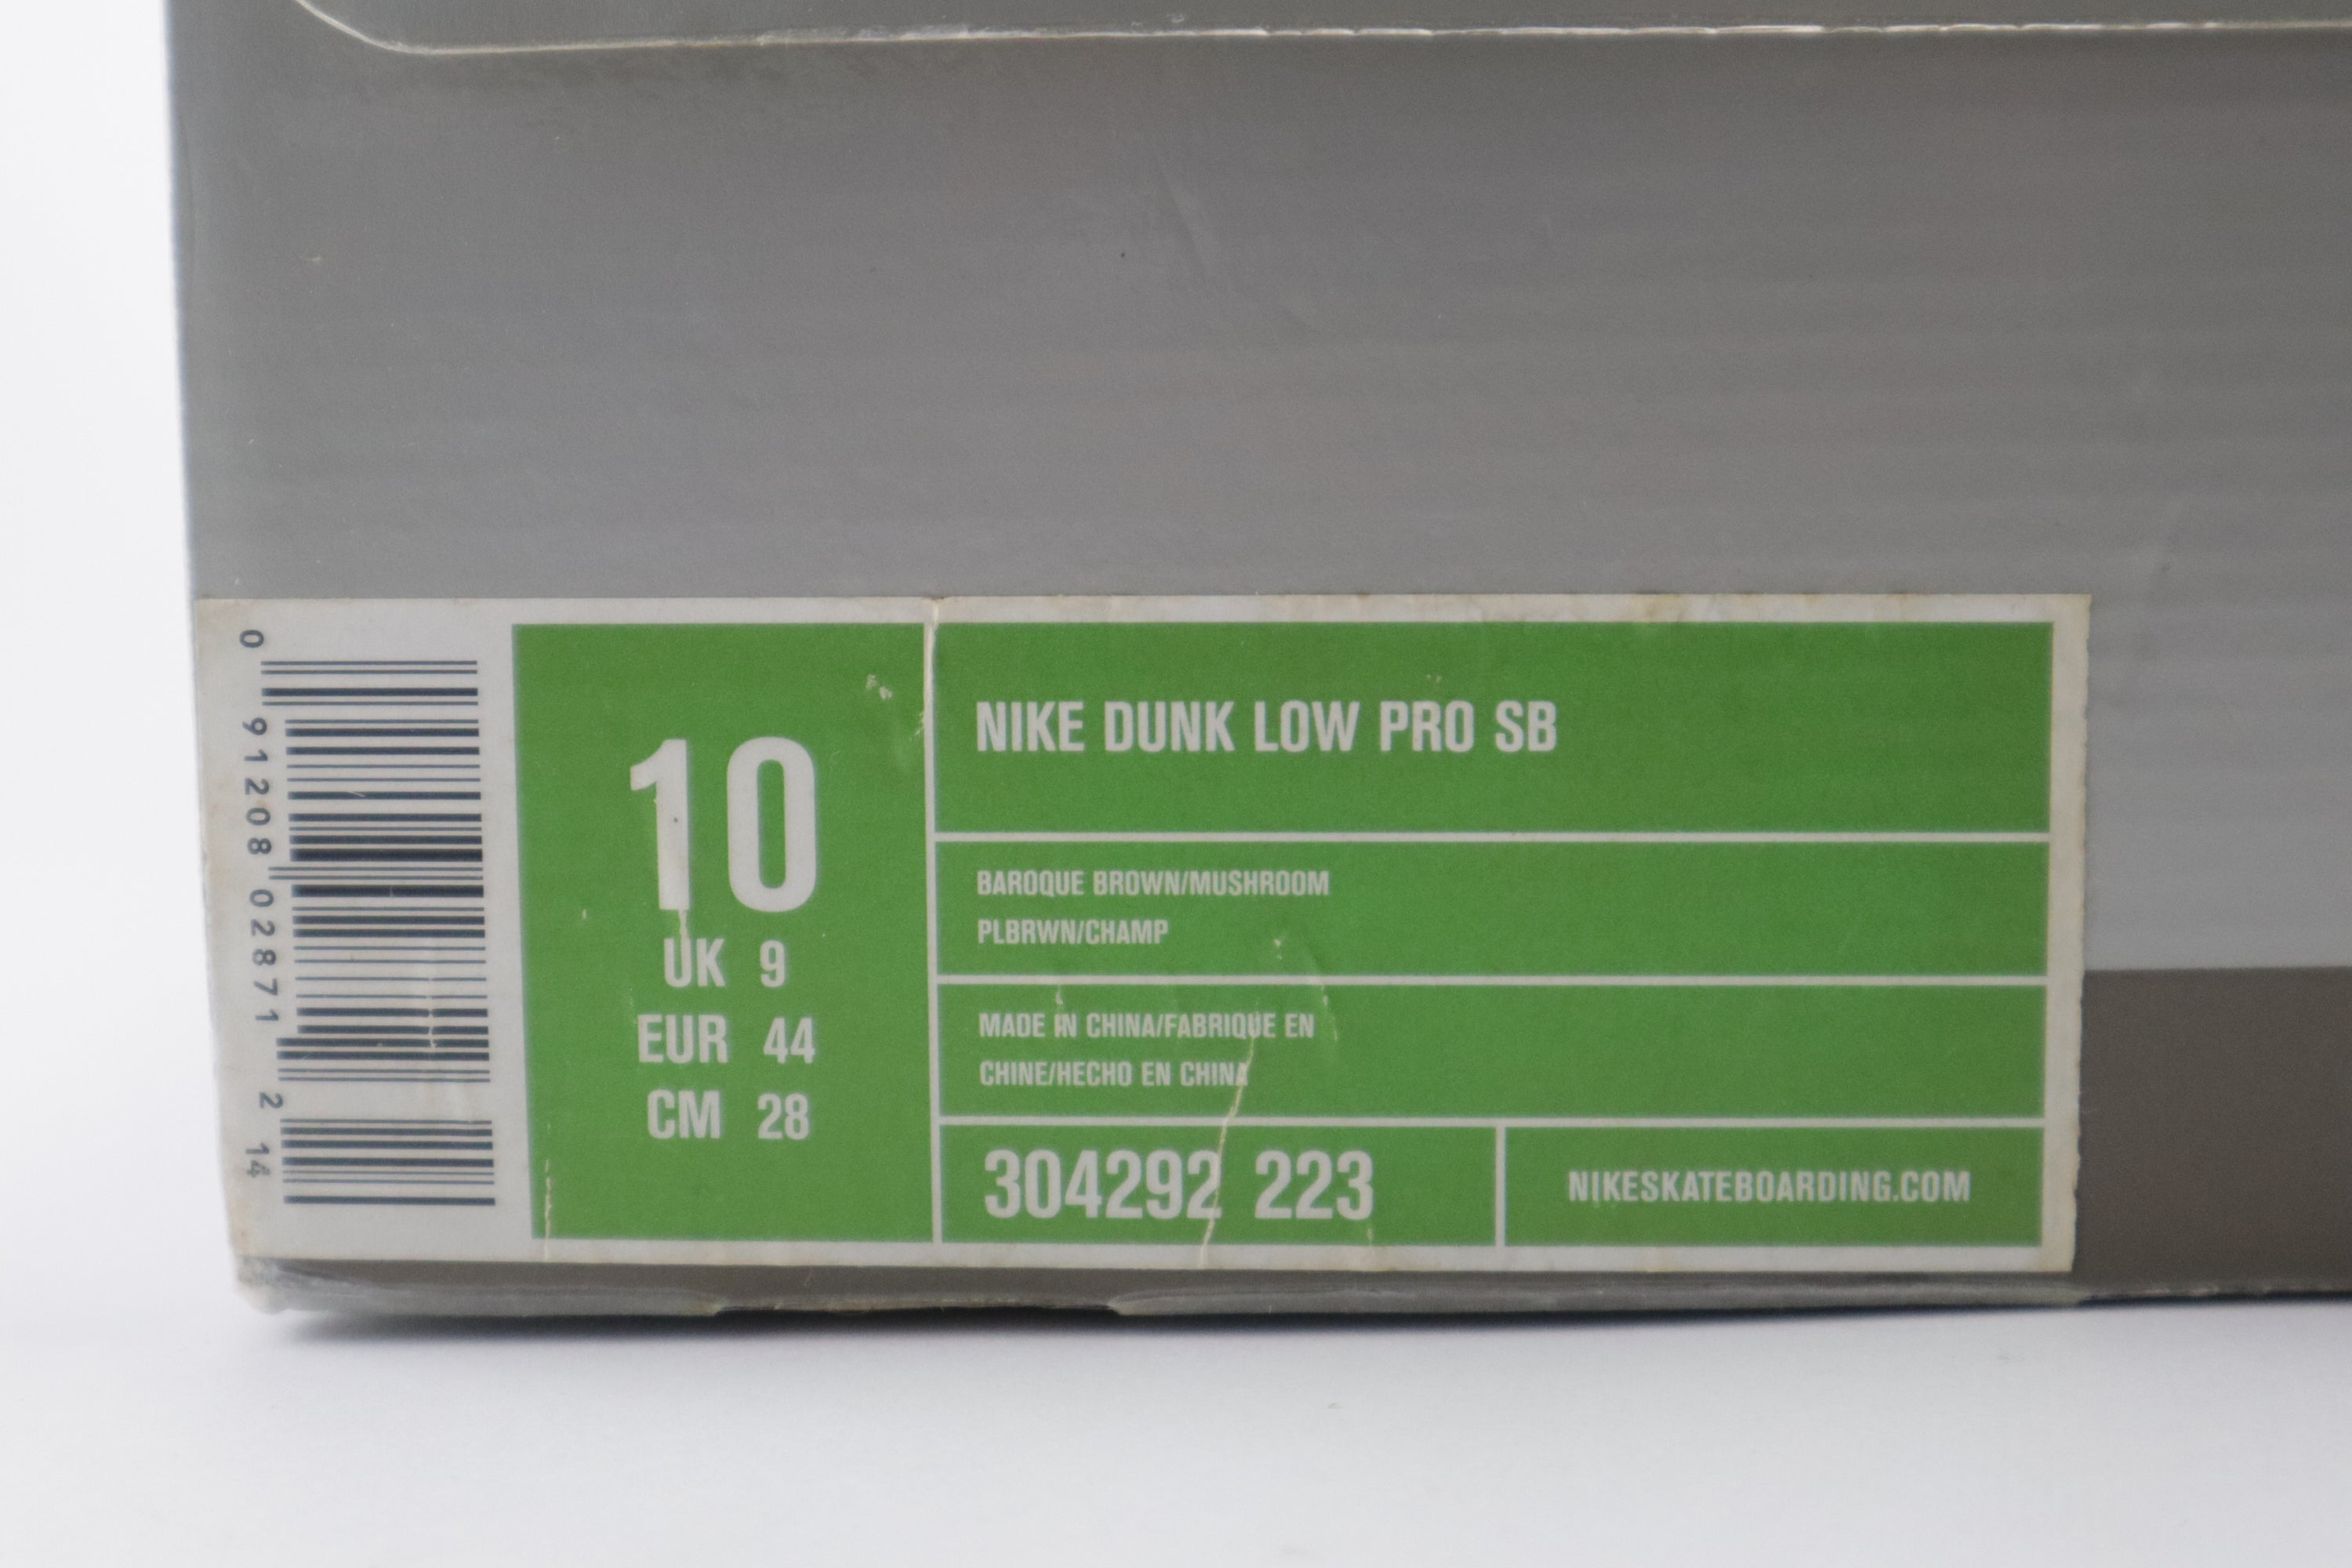 0 91208 02871 2 14
10
UK 9
EUR 44
CM 28
NIKE DUNK LOW PRO SB
BAROQUE BROWN/MUSHROOM
PLBRWN/CHAMP
MADE IN CHINA/FABRIQUE EN
CHINE/HECHO EN CHINA
304292 223
NIKESKATEBOARDING.COM